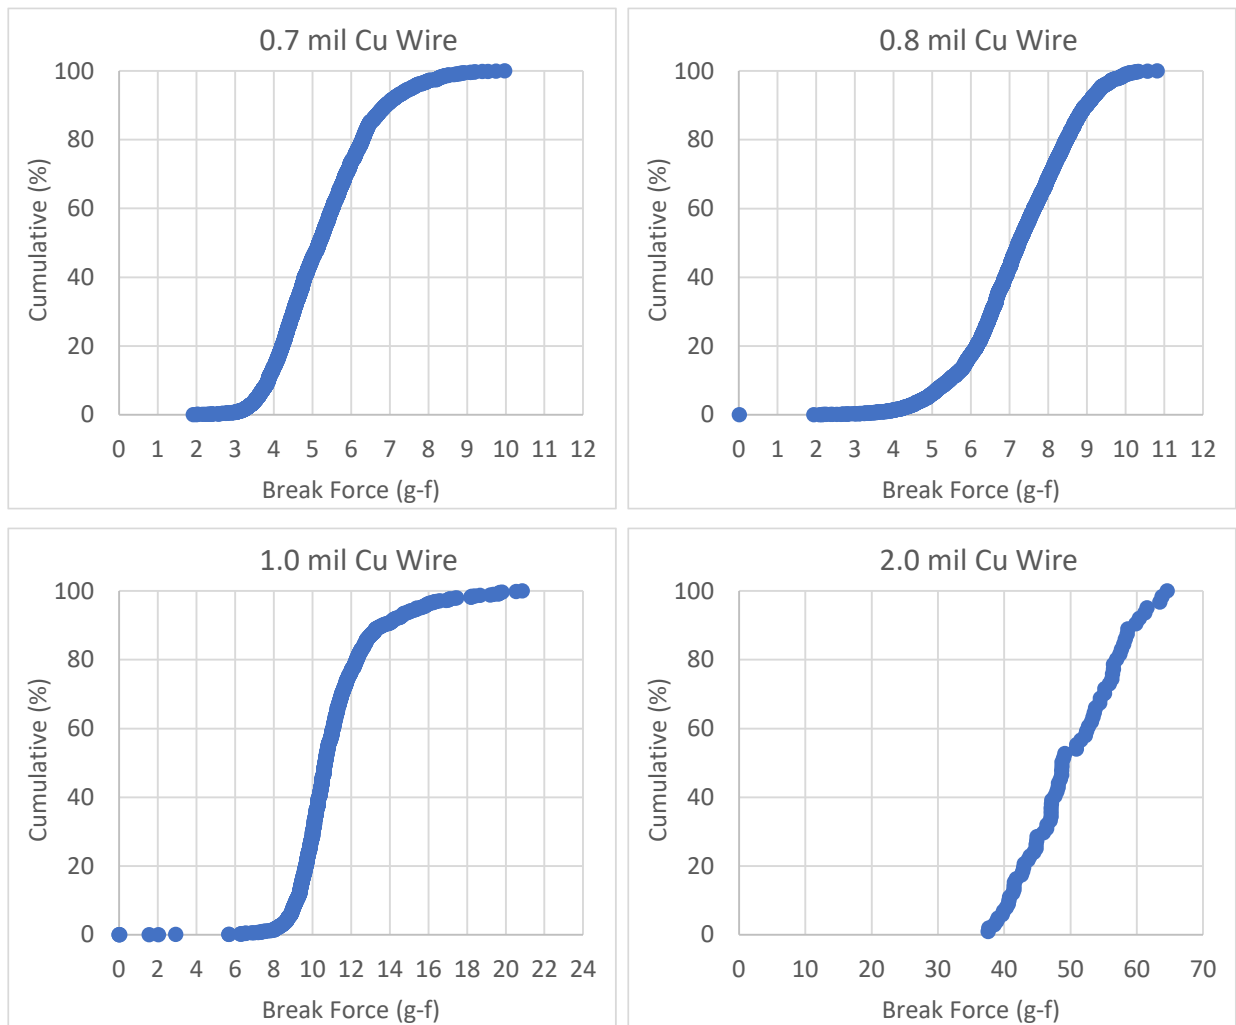 0.7 mil Cu Wire
100
80
60
40
20
0
Cumulative (%)
0 1 2 3 4 5 6 7 8 9 10 11 12
Break Force (g-f)
0.8 mil Cu Wire
100
80
60
40
20
0
Cumulative (%)
0 1 2 3 4 5 6 7 8 9 10 11 12
Break Force (g-f)
1.0 mil Cu Wire
100
80
60
40
20
0
Cumulative (%)
0 2 4 6 8 10 12 14 16 18 20 22 24
Break Force (g-f)
2.0 mil Cu Wire
100
80
60
40
20
0
Cumulative (%)
0 10 20 30 40 50 60 70
Break Force (g-f)